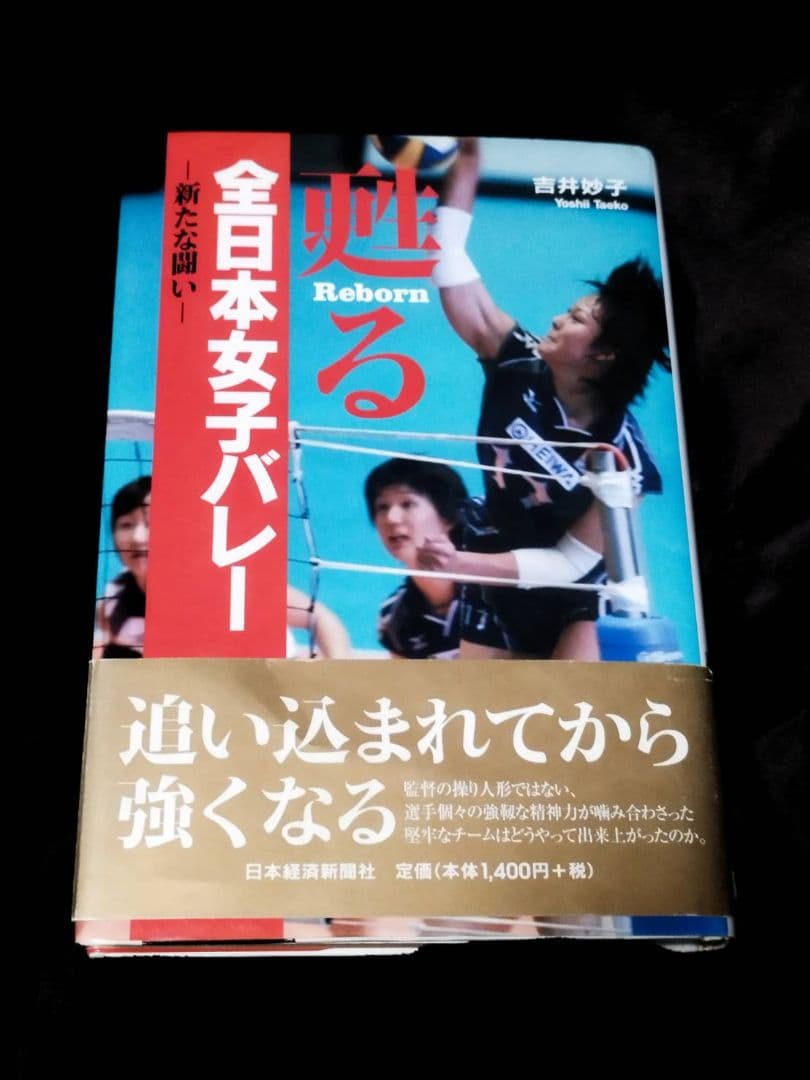 甦る
Reborn
全日本女子バレー
―新たな闘い―
吉井妙子
Yoshii Taeko
MEIWA
追い込まれてから
強くなる
監督の操り人形ではない、
選手個々の強靱な精神力が噛み合わさった
堅牢なチームはどうやって出来上がったのか。
日本経済新聞社 定価(本体1,400円+税)